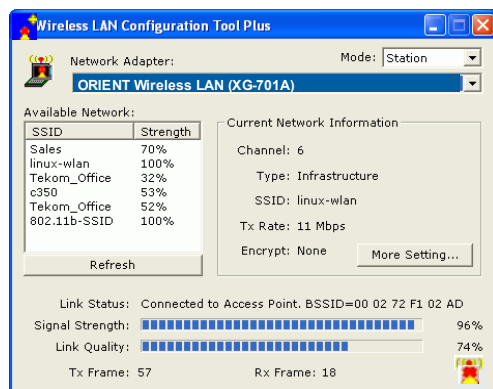 Wireless LAN Configuration Tool Plus
Network Adapter:
Mode: Station
ORIENT Wireless LAN (XG-701A)
Available Network:
SSID Strength
Sales 70%
linux-wlan 100%
Tekom_Office 32%
c350 53%
Tekom_Office 52%
802.11b-SSID 100%
Refresh
Current Network Information
Channel: 6
Type: Infrastructure
SSID: linux-wlan
Tx Rate: 11 Mbps
Encrypt: None
More Setting...
Link Status: Connected to Access Point. BSSID=00 02 72 F1 02 AD
Signal Strength: 96%
Link Quality: 74%
Tx Frame: 57 Rx Frame: 18